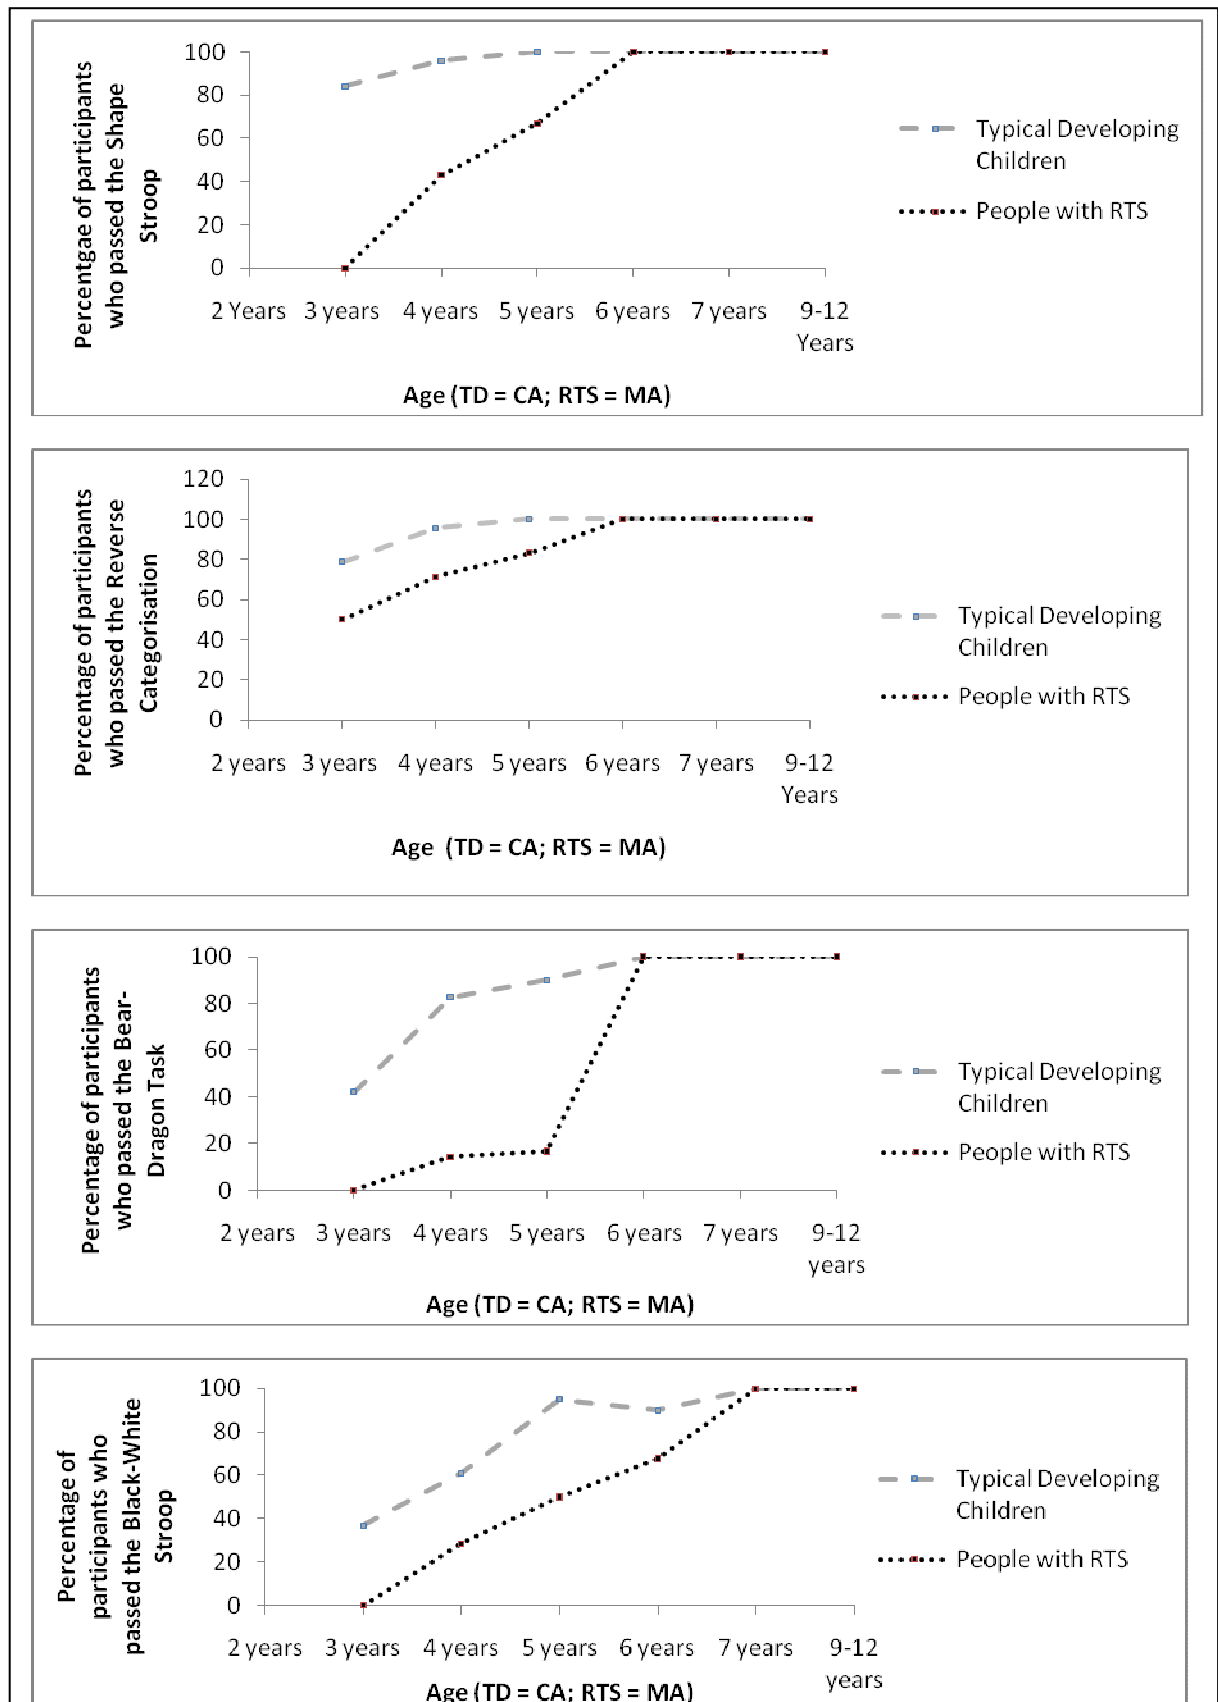 Percentgae of participants
who passed the Shape
Stroop
100
80
60
40
20
0
2 Years 3 years 4 years 5 years 6 years 7 years 9-12
Years
Age (TD = CA; RTS = MA)
Typical Developing
Children
People with RTS
Percentage of participants
who passed the Reverse
Categorisation
120
100
80
60
40
20
0
2 years 3 years 4 years 5 years 6 years 7 years 9-12
Years
Age (TD = CA; RTS = MA)
Typical Developing
Children
People with RTS
Percentage of participants
who passed the Bear-
Dragon Task
100
80
60
40
20
0
2 years 3 years 4 years 5 years 6 years 7 years 9-12
years
Age (TD = CA; RTS = MA)
Typical Developing
Children
People with RTS
Percentage of
participants who
passed the Black-White
Stroop
100
80
60
40
20
0
2 years 3 years 4 years 5 years 6 years 7 years 9-12
years
Age (TD = CA; RTS = MA)
Typical Developing
Children
People with RTS